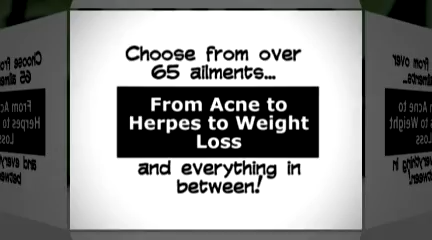 Choose from over
65 ailments...
From Acne to
Herpes to Weight
Loss
and everything in
between!